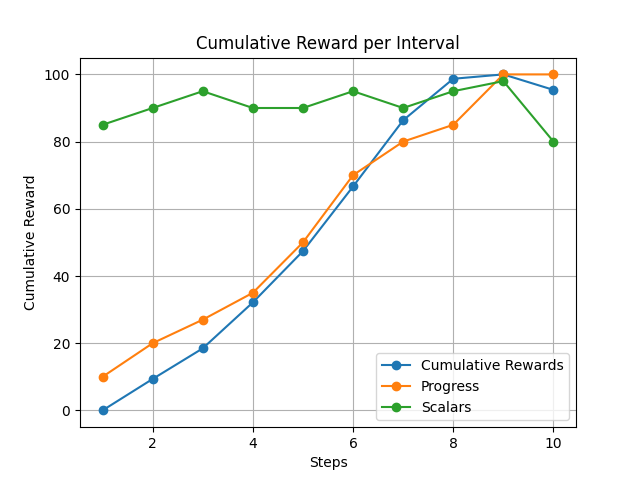 Cumulative Reward per Interval
Cumulative Reward
100
80
60
40
20
0
Cumulative Rewards
Progress
Scalars
2 4 6 8 10
Steps